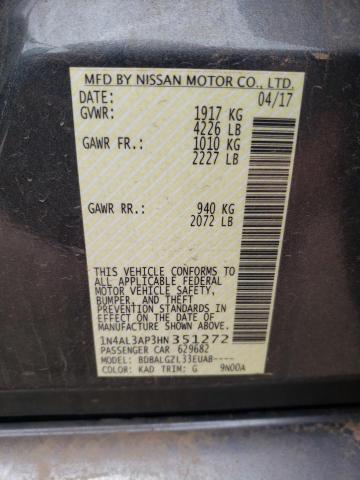 MFD BY NISSAN MOTOR CO., LTD.
DATE: 04/17
GVWR: 1917 KG
4226 LB
GAWR FR.: 1010 KG
2227 LB
GAWR RR.: 940 KG
2072 LB
THIS VEHICLE CONFORMS TO
ALL APPLICABLE FEDERAL
MOTOR VEHICLE SAFETY,
BUMPER, AND THEFT
PREVENTION STANDARDS IN
EFFECT ON THE DATE OF
MANUFACTURE SHOWN ABOVE.
1N4AL3AP3HN351272
PASSENGER CAR 629682
MODEL: BDBALGZL33EUAB----
COLOR: KAD TRIM: G 9N00A